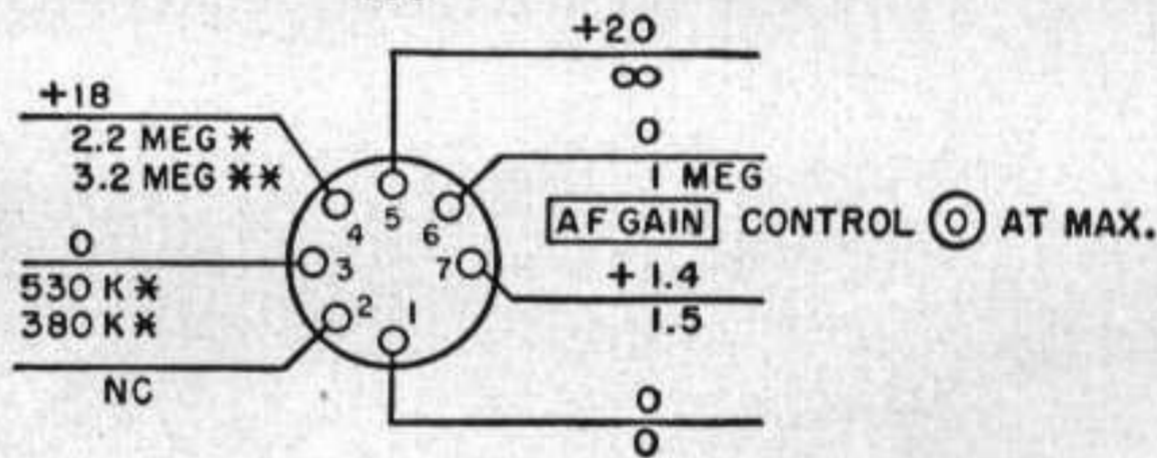 +20
∞
+18
2.2 MEG *
3.2 MEG **
0
1 MEG
AF GAIN CONTROL O AT MAX.
4 5 6
0
3 7
+1.4
530 K *
380 K *
2 1
1.5
NC
0
0